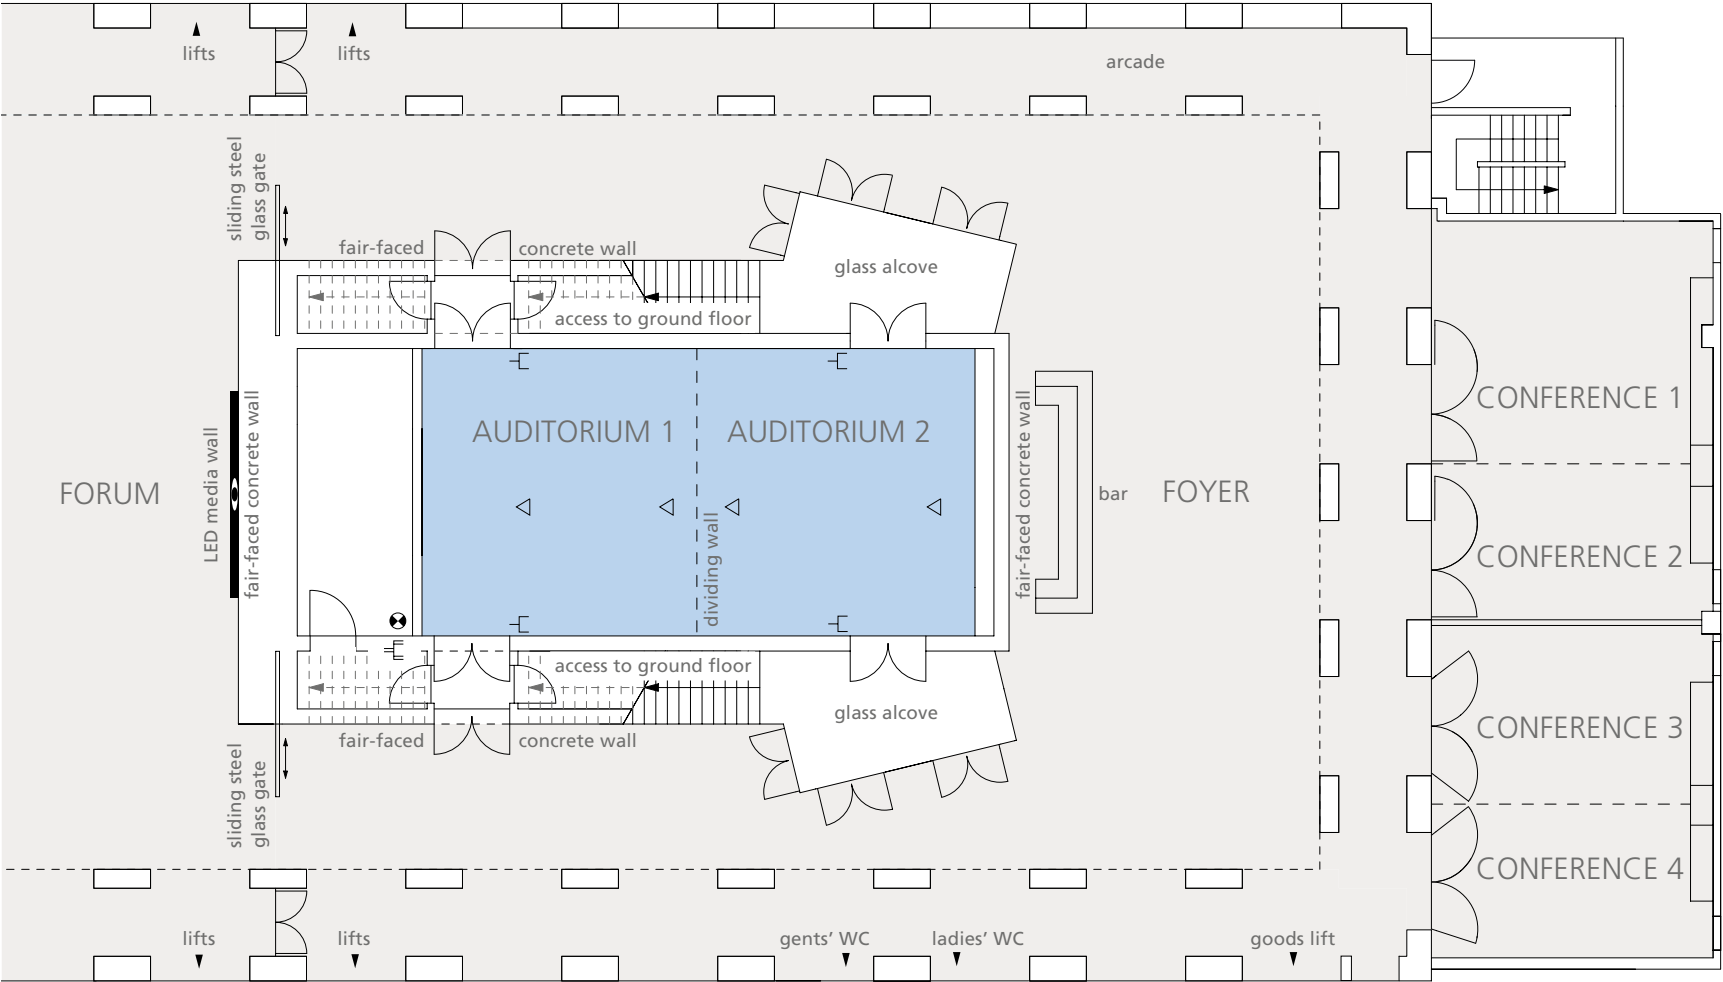 lifts
lifts
arcade
sliding steel
glass gate
fair-faced
concrete wall
glass alcove
access to ground floor
AUDITORIUM 1
AUDITORIUM 2
dividing wall
FORUM
LED media wall
fair-faced concrete wall
fair-faced concrete wall
bar
FOYER
CONFERENCE 1
CONFERENCE 2
CONFERENCE 3
CONFERENCE 4
access to ground floor
glass alcove
fair-faced
concrete wall
sliding steel
glass gate
lifts
lifts
gents’ WC
ladies’ WC
goods lift